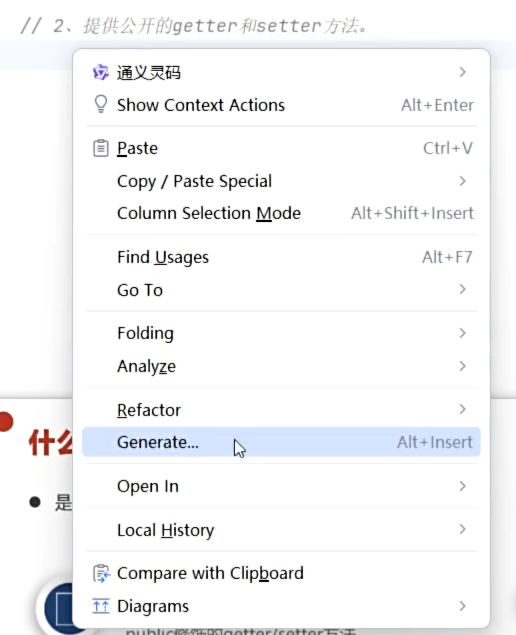 // 2、提供公开的getter和setter方法。
通义灵码
Show Context Actions Alt+Enter
Paste Ctrl+V
Copy / Paste Special
Column Selection Mode Alt+Shift+Insert
Find Usages Alt+F7
Go To
Folding
Analyze
Refactor
什么
Generate... Alt+Insert
Open In
是
Local History
Compare with Clipboard
Diagrams
public修饰的getter/setter方法